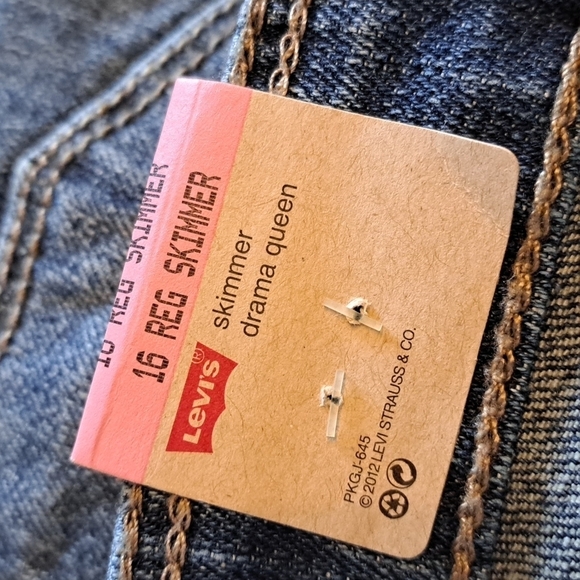 16 REG SKIMMER
16 REG SKIMMER
Levi's®
skimmer
drama queen
PKGJ-645
©2012 LEVI STRAUSS & CO.